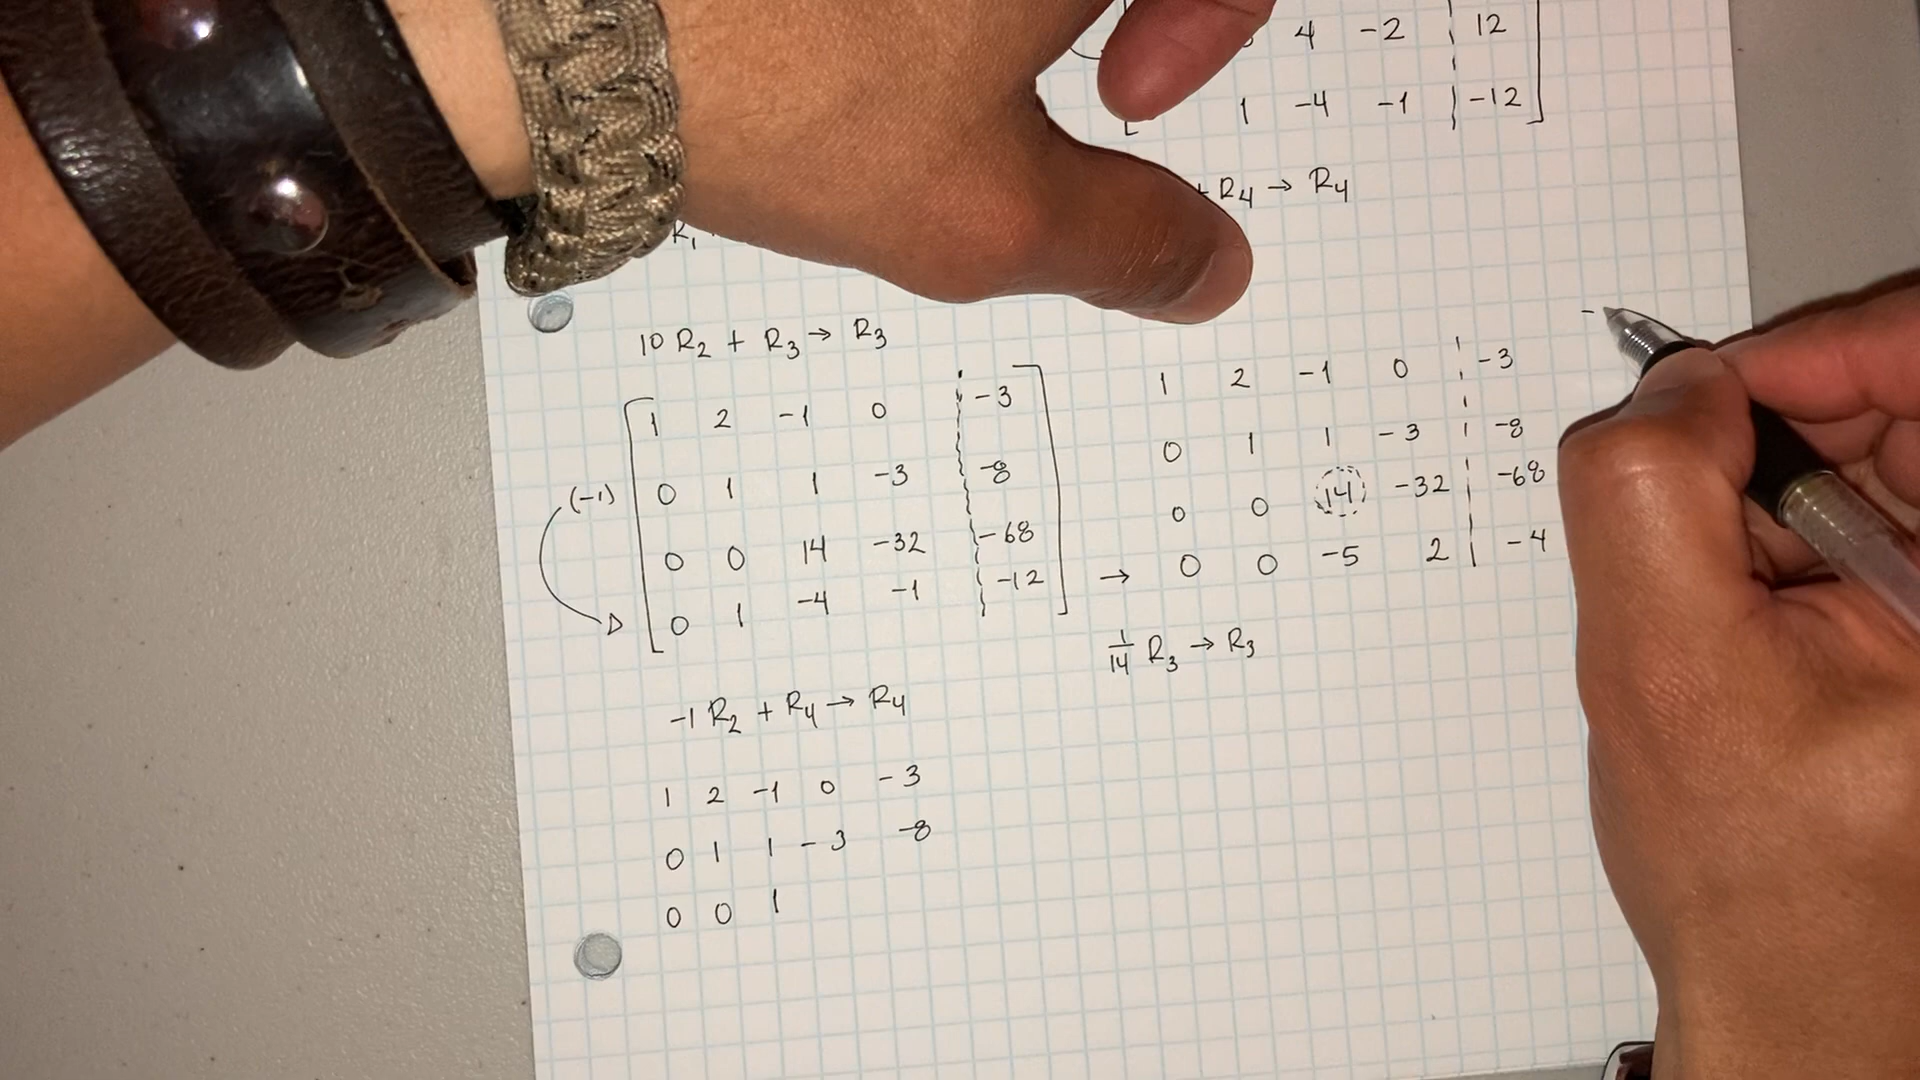 4 -2 | 12
1 -4 -1 | -12
+ R4 → R4
R1
10 R2 + R3 → R3
1 2 -1 0 | -3
0 1 1 -3 | -8
0 0 14 -32 | -68
0 1 -4 -1 | -12
(-1)
-1 R2 + R4 → R4
1 2 -1 0 -3
0 1 1 -3 -8
0 0 1
1 2 -1 0 | -3
0 1 1 -3 | -8
0 0 14 -32 | -68
→ 0 0 -5 2 | -4
1/14 R3 → R3
-